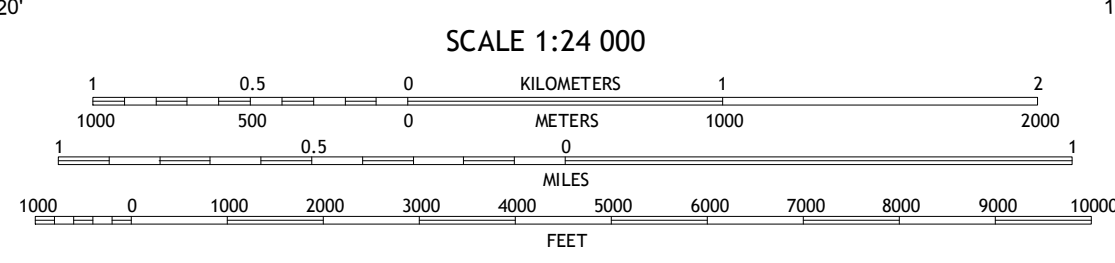 20' 1
SCALE 1:24 000
1 0.5 0 KILOMETERS 1 2
1000 500 0 METERS 1000 2000
1 0.5 0 1
MILES
1000 0 1000 2000 3000 4000 5000 6000 7000 8000 9000 10000
FEET